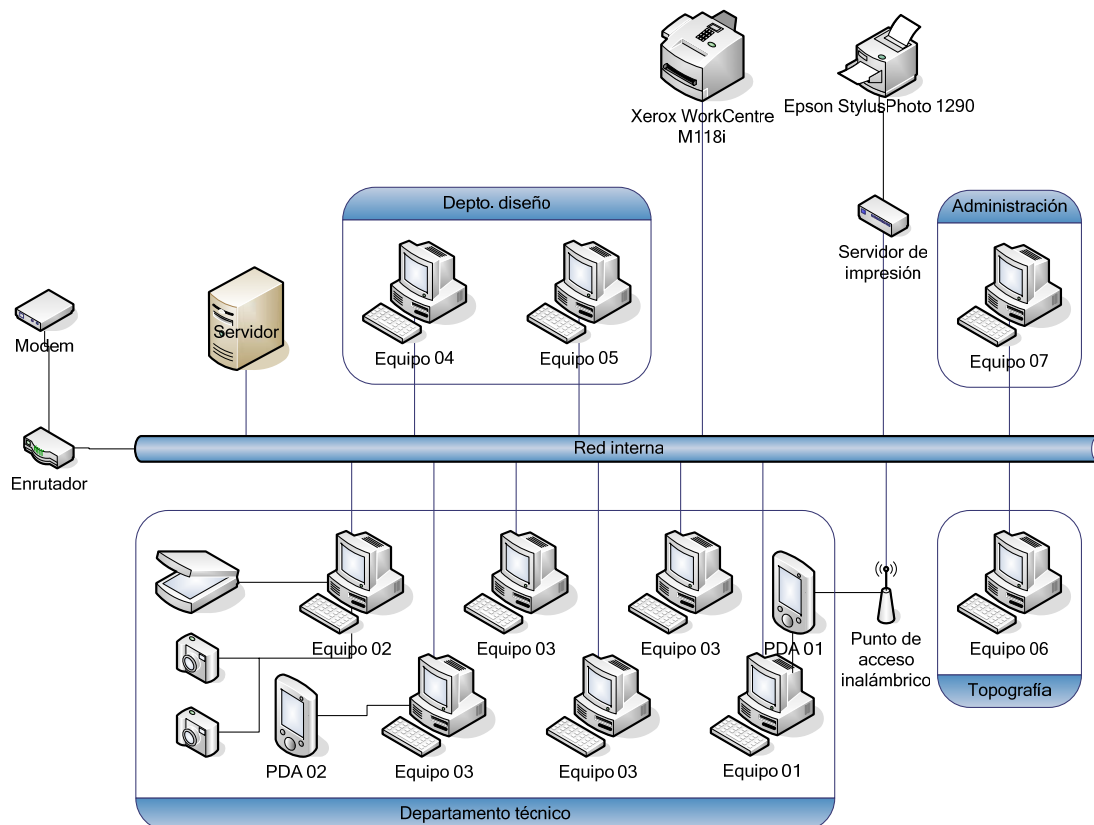 Xerox WorkCentre
M118i
Epson StylusPhoto 1290
Depto. diseño
Administración
Servidor de
impresión
Modem
Servidor
Equipo 04
Equipo 05
Equipo 07
Red interna
Enrutador
Equipo 02
Equipo 03
Equipo 03
PDA 01
Punto de
acceso
inalámbrico
Equipo 06
Topografía
PDA 02
Equipo 03
Equipo 03
Equipo 01
Departamento técnico